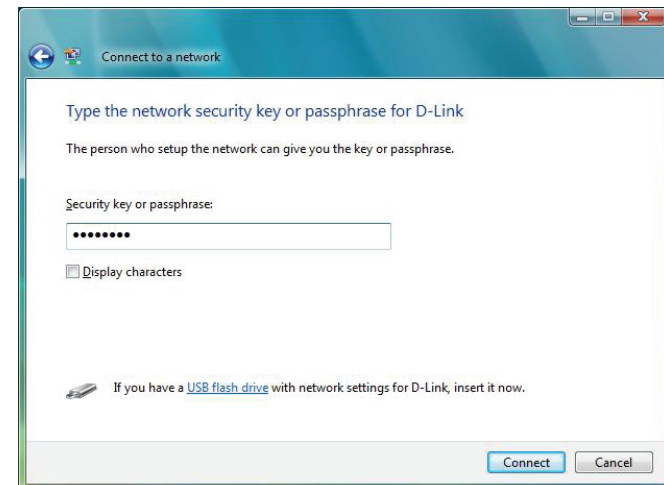 Connect to a network
Type the network security key or passphrase for D-Link
The person who setup the network can give you the key or passphrase.
Security key or passphrase:
••••••••
Display characters
If you have a USB flash drive with network settings for D-Link, insert it now.
Connect Cancel